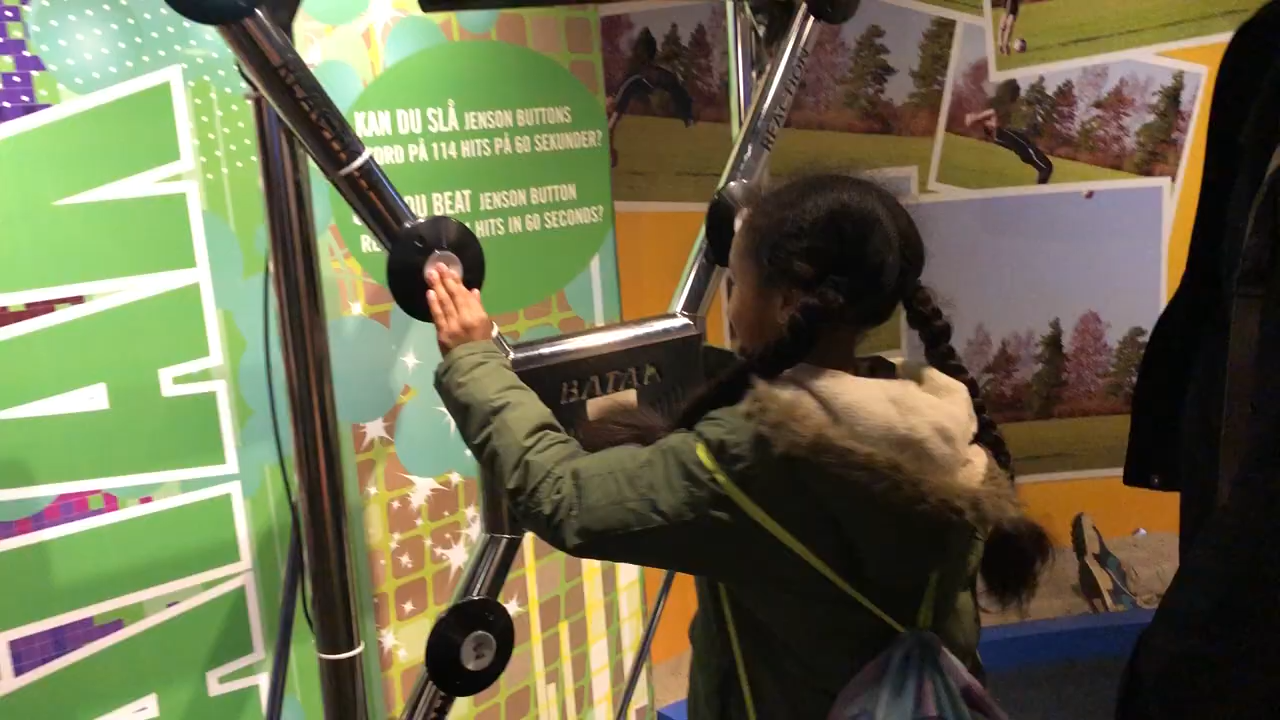 KAN DU SLÅ JENSON BUTTONS
PÅ 114 HITS PÅ 60 SEKUNDER?
BEAT JENSON BUTTON
HITS IN 60 SECONDS?
BATAK
REACTION